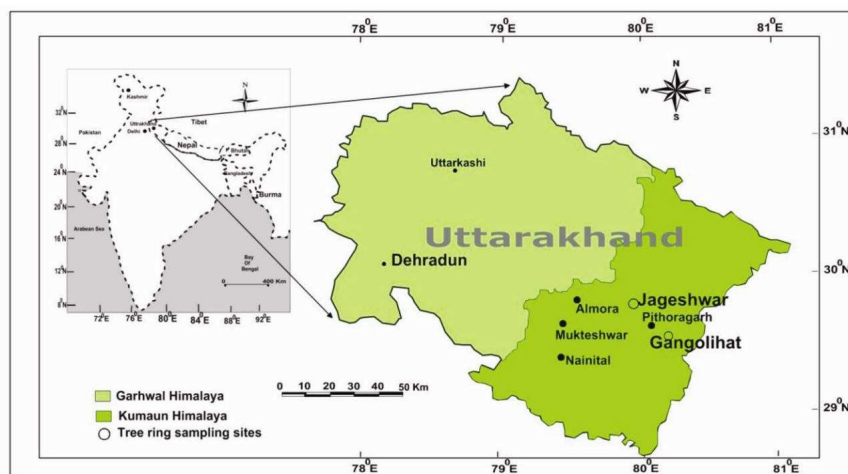 78°E
79°E
80°E
81°E
N
W E
S
31°N
30°N
29°N
Uttarkashi
Uttarakhand
Dehradun
Jageshwar
Almora
Pithoragarh
Mukteshwar
Gangolihat
Nainital
Garhwal Himalaya
Kumaun Himalaya
Tree ring sampling sites
0 10 20 30 40 50 Km
78°E
79°E
80°E
81°E
N
Kashmir
32°N
Pakistan
Uttrakhand
Tibet
Delhi
28°N
Nepal
Bhutan
24°N
Bangladesh
Burma
20°N
Arabean Sea
16°N
Bay
Of
Bengal
12°N
0 400 Km
8°N
72°E 76°E 80°E 84°E 88°E 92°E